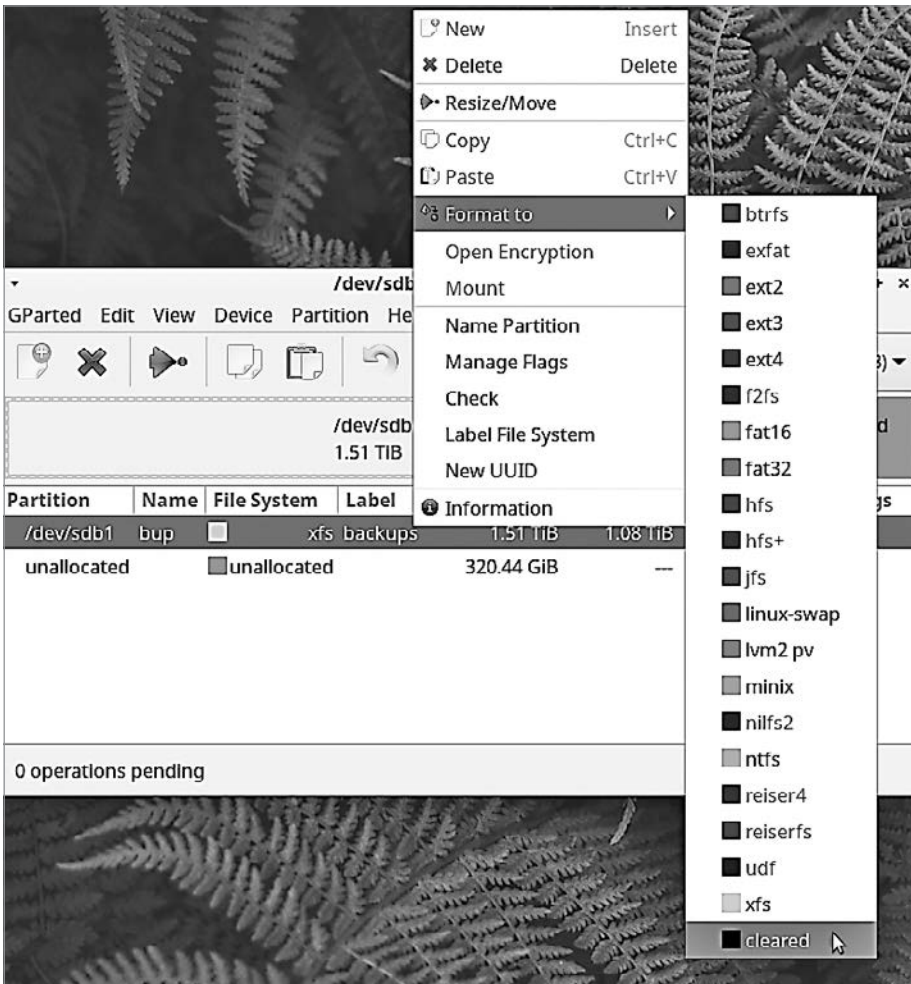 New Insert
Delete Delete
Resize/Move
Copy Ctrl+C
Paste Ctrl+V
Format to
Open Encryption
Mount
Name Partition
Manage Flags
Check
Label File System
New UUID
Information
btrfs
exfat
ext2
ext3
ext4
f2fs
fat16
fat32
hfs
hfs+
jfs
linux-swap
lvm2 pv
minix
nilfs2
ntfs
reiser4
reiserfs
udf
xfs
cleared
/dev/sdb
GParted Edit View Device Partition He
/dev/sdb
1.51 TiB
Partition Name File System Label
/dev/sdb1 bup xfs backups 1.51 TiB 1.08 TiB
unallocated unallocated 320.44 GiB ---
0 operations pending